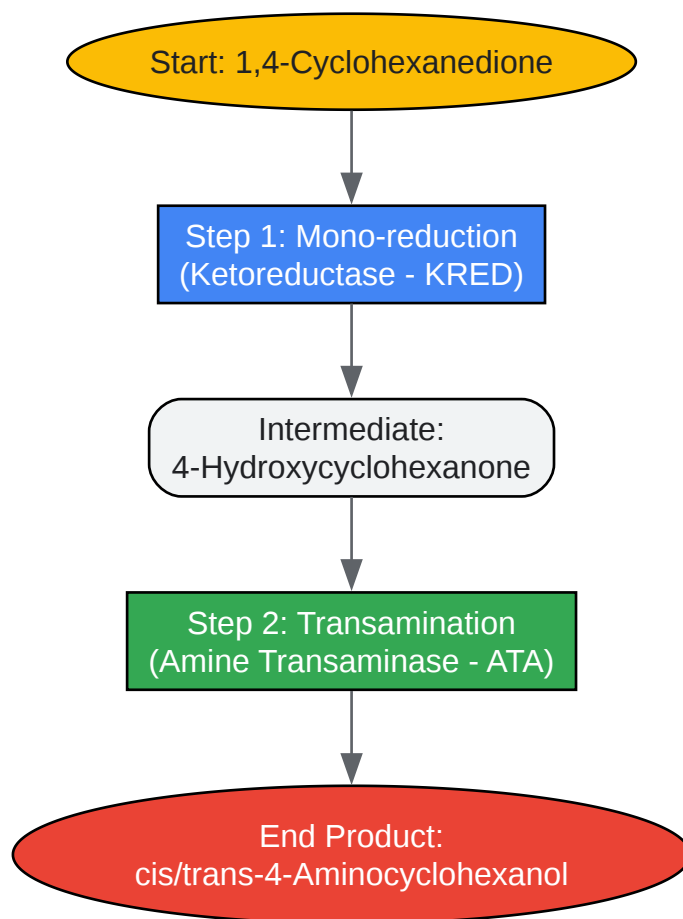 Start: 1,4-Cyclohexanedione
Step 1: Mono-reduction
(Ketoreductase - KRED)
Intermediate:
4-Hydroxycyclohexanone
Step 2: Transamination
(Amine Transaminase - ATA)
End Product:
cis/trans-4-Aminocyclohexanol